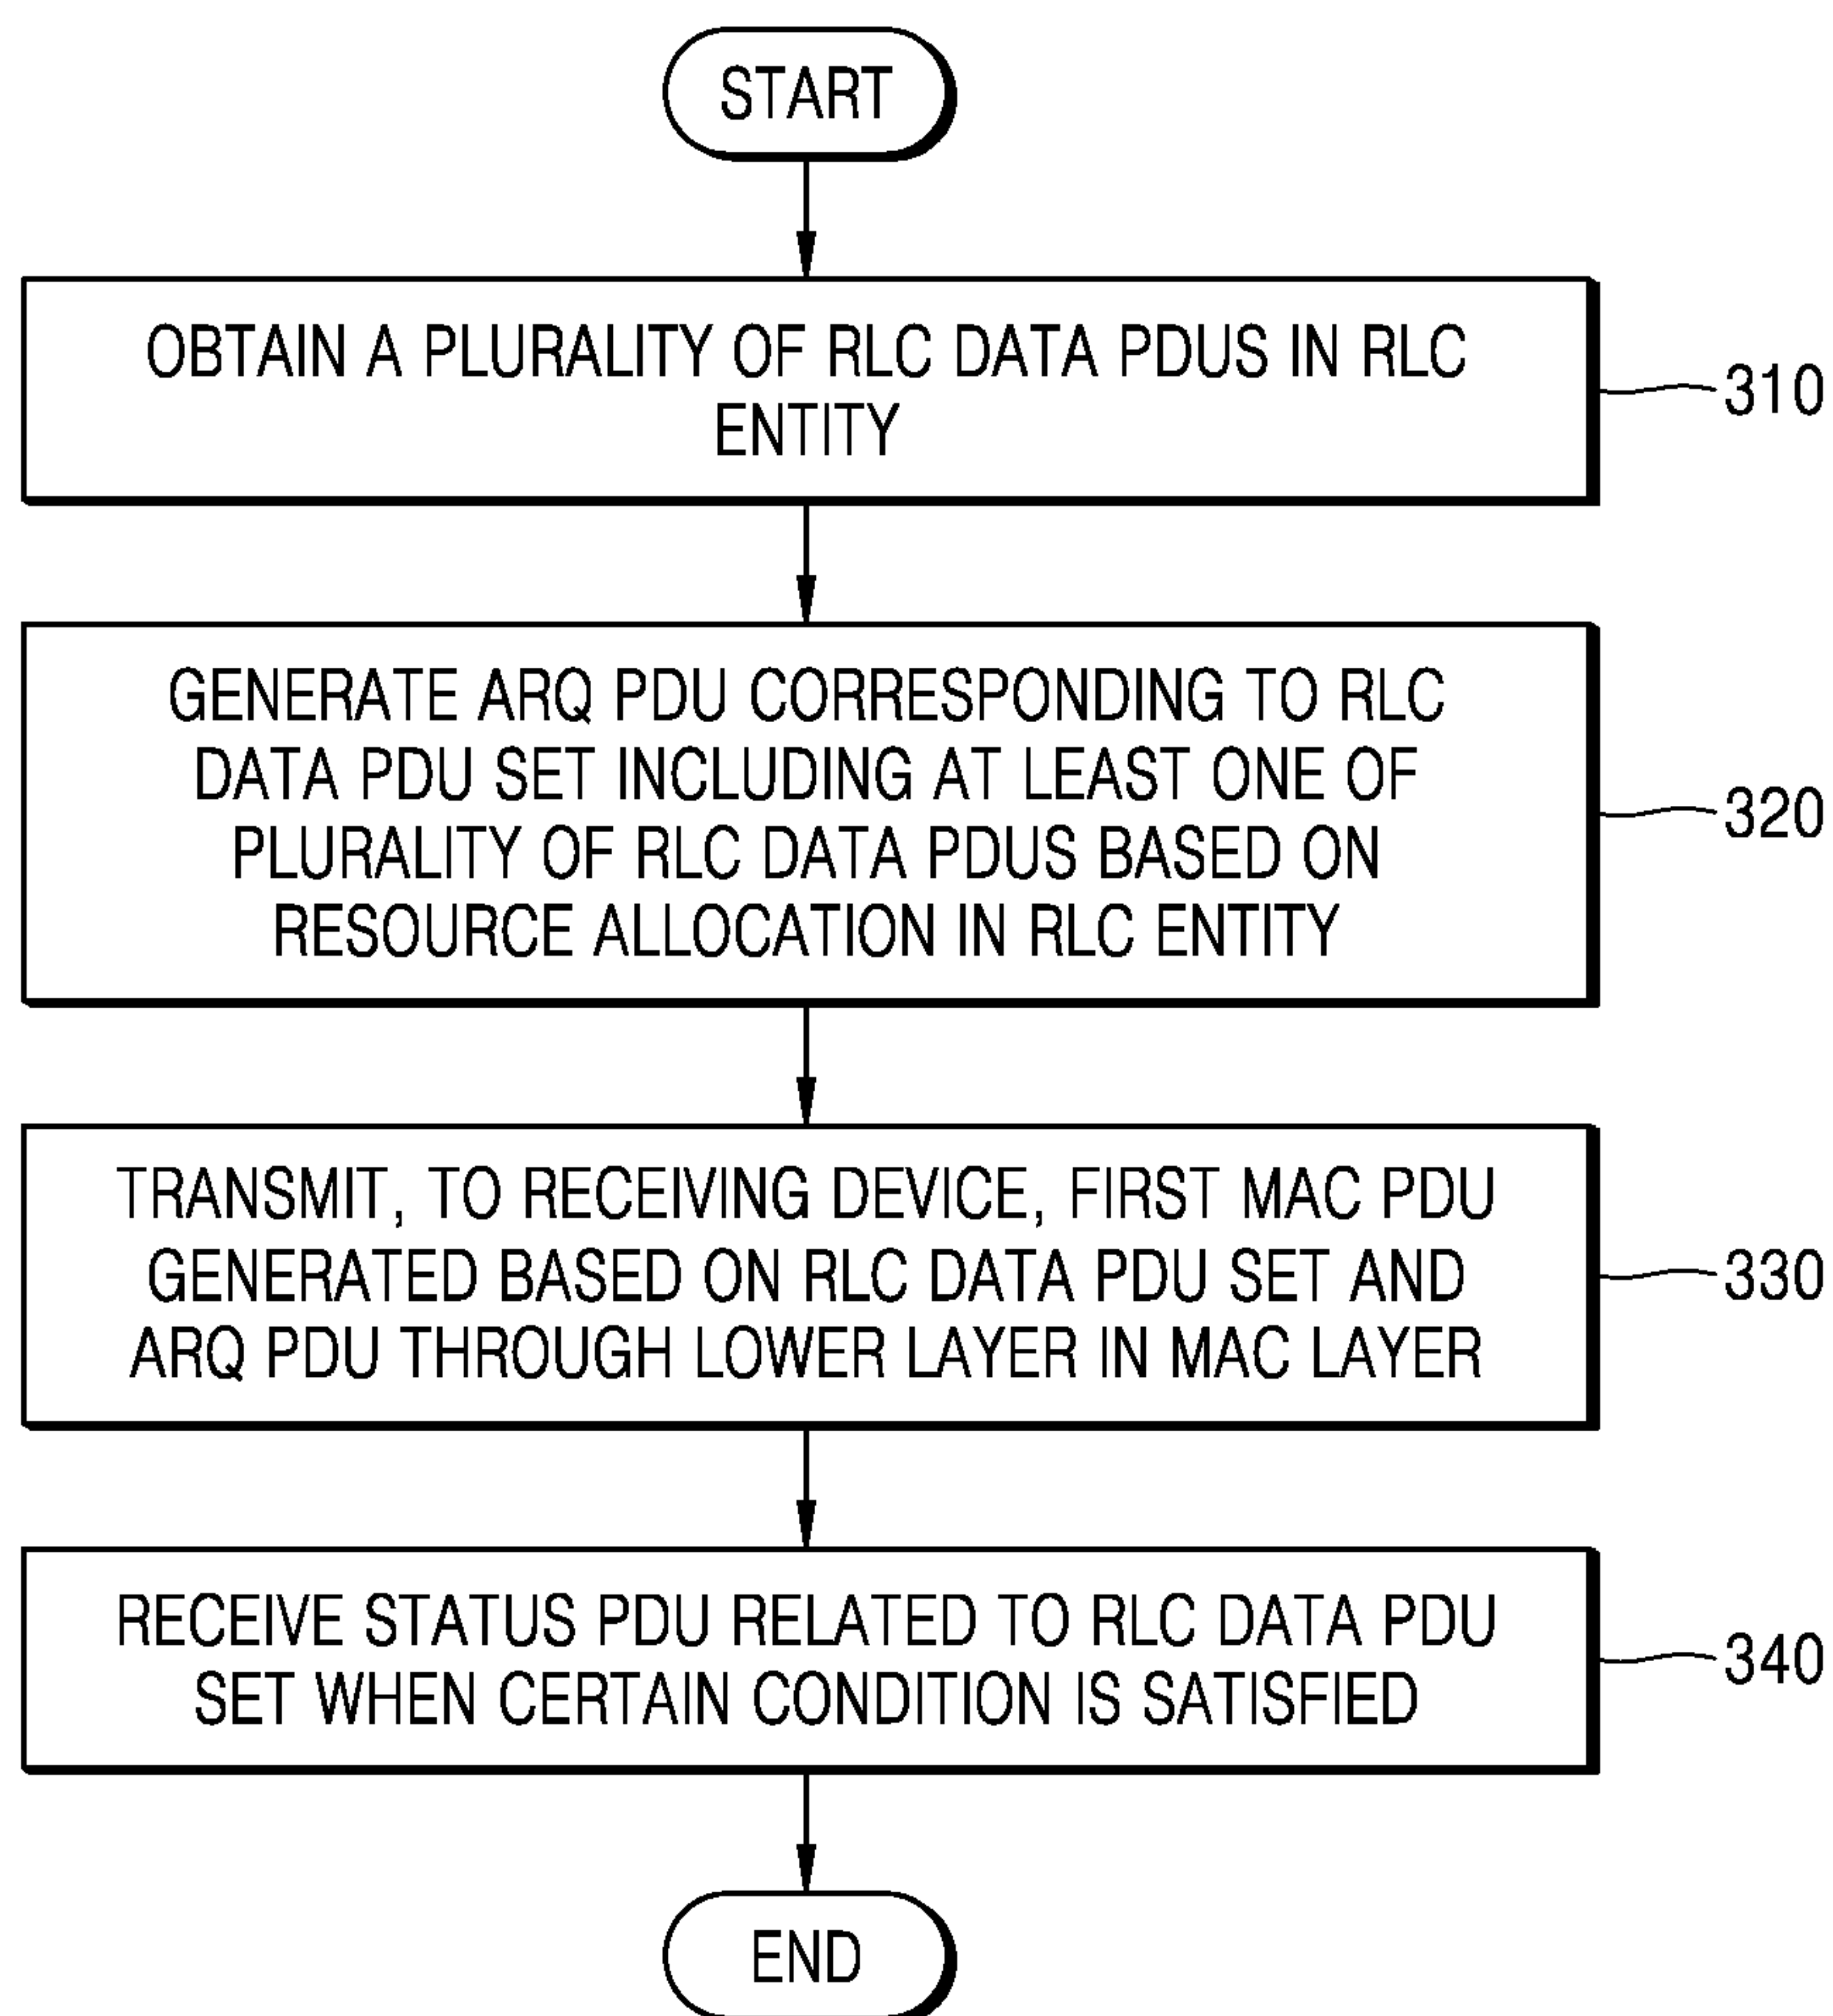 START
OBTAIN A PLURALITY OF RLC DATA PDUS IN RLC
ENTITY
310
GENERATE ARQ PDU CORRESPONDING TO RLC
DATA PDU SET INCLUDING AT LEAST ONE OF
PLURALITY OF RLC DATA PDUS BASED ON
RESOURCE ALLOCATION IN RLC ENTITY
320
TRANSMIT, TO RECEIVING DEVICE, FIRST MAC PDU
GENERATED BASED ON RLC DATA PDU SET AND
ARQ PDU THROUGH LOWER LAYER IN MAC LAYER
330
RECEIVE STATUS PDU RELATED TO RLC DATA PDU
SET WHEN CERTAIN CONDITION IS SATISFIED
340
END